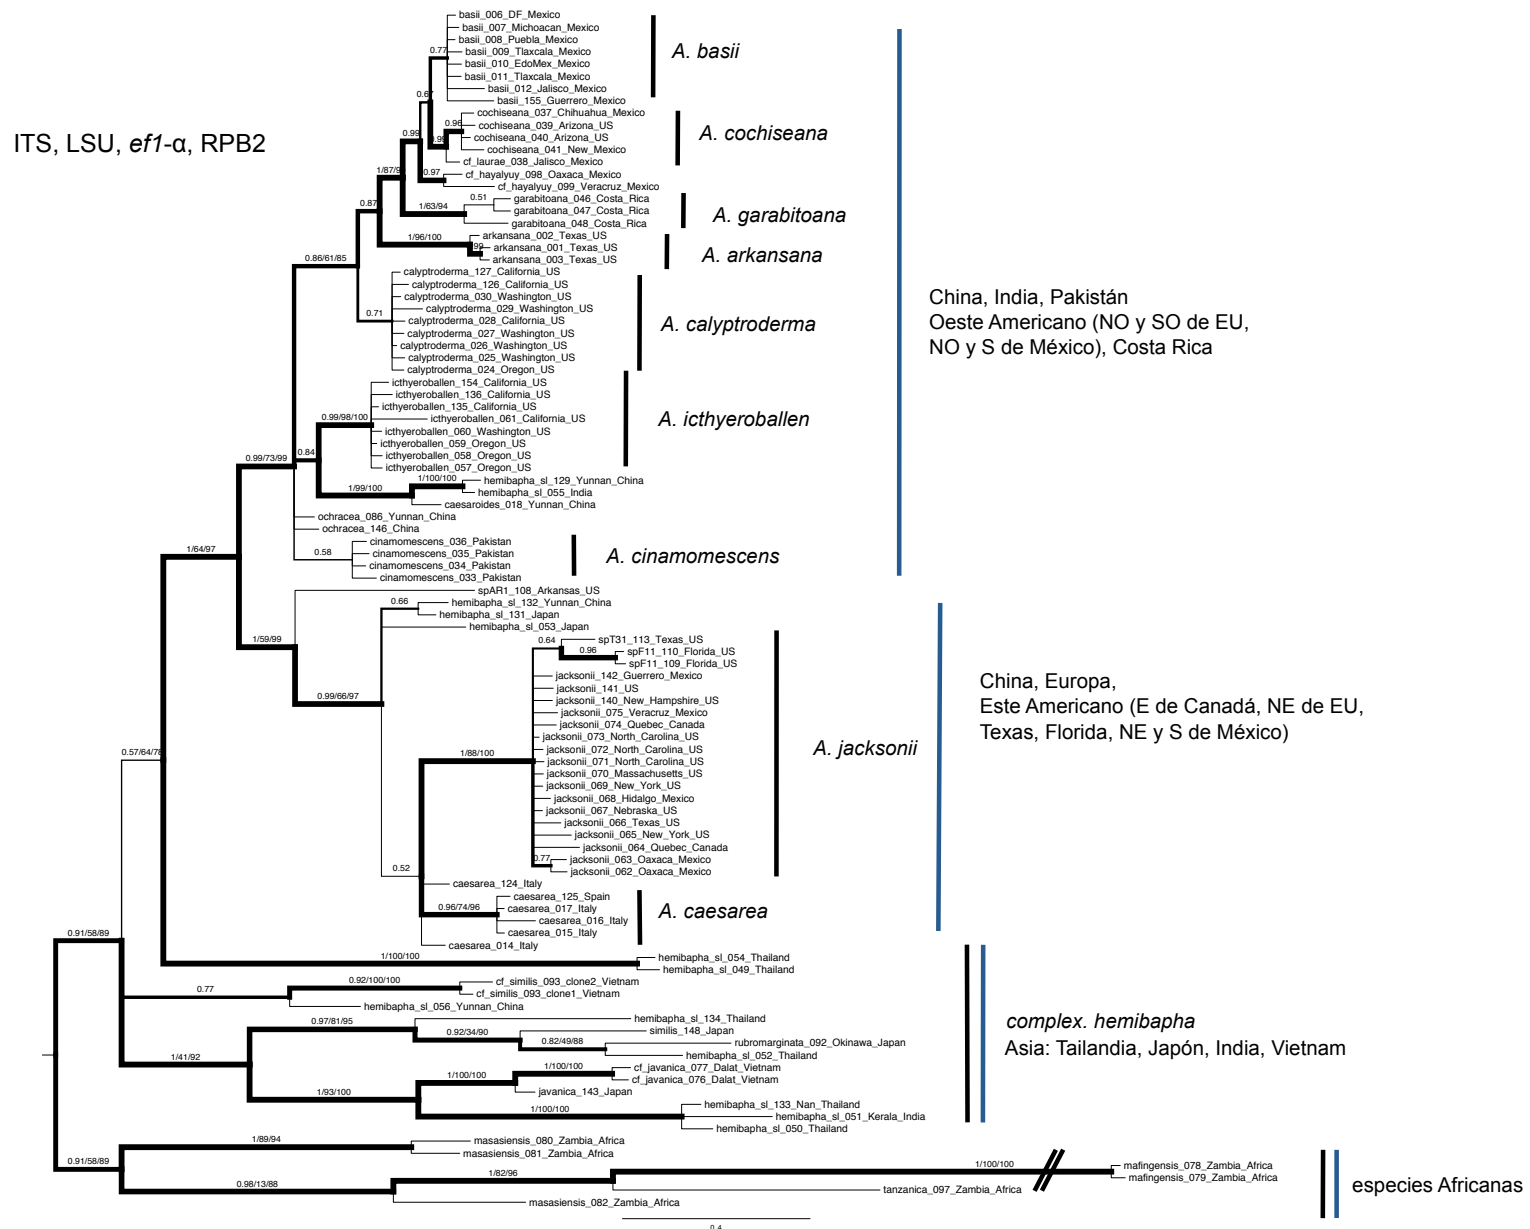 ITS, LSU, ef1-α, RPB2
basii_006_DF_Mexico
basii_007_Michoacan_Mexico
basii_008_Puebla_Mexico
0.77
basii_009_Tlaxcala_Mexico
basii_010_EdoMex_Mexico
basii_011_Tlaxcala_Mexico
basii_012_Jalisco_Mexico
basii_155_Guerrero_Mexico
A. basii
cochiseana_037_Chihuahua_Mexico
0.96
cochiseana_039_Arizona_US
cochiseana_040_Arizona_US
cochiseana_041_New_Mexico
cf_laurae_038_Jalisco_Mexico
A. cochiseana
0.99
0.97
cf_hayalyuy_098_Oaxaca_Mexico
cf_hayalyuy_099_Veracruz_Mexico
0.51
garabitoana_046_Costa_Rica
1/63/94
garabitoana_047_Costa_Rica
garabitoana_048_Costa_Rica
A. garabitoana
0.87
1/96/100
arkansana_002_Texas_US
arkansana_001_Texas_US
arkansana_003_Texas_US
A. arkansana
0.86/61/85
calyptroderma_127_California_US
calyptroderma_126_California_US
calyptroderma_030_Washington_US
calyptroderma_029_Washington_US
0.71
calyptroderma_028_California_US
calyptroderma_027_Washington_US
calyptroderma_026_Washington_US
calyptroderma_025_Washington_US
calyptroderma_024_Oregon_US
A. calyptroderma
China, India, Pakistán
Oeste Americano (NO y SO de EU,
NO y S de México), Costa Rica
icthyeroballen_154_California_US
icthyeroballen_136_California_US
icthyeroballen_135_California_US
0.99/98/100
icthyeroballen_061_California_US
icthyeroballen_060_Washington_US
icthyeroballen_059_Oregon_US
icthyeroballen_058_Oregon_US
icthyeroballen_057_Oregon_US
A. icthyeroballen
0.99/73/99
0.84
1/100/100
hemibapha_sl_129_Yunnan_China
1/99/100
hemibapha_sl_055_India
caesaroides_018_Yunnan_China
ochracea_086_Yunnan_China
ochracea_146_China
cinamomescens_036_Pakistan
0.58
cinamomescens_035_Pakistan
cinamomescens_034_Pakistan
cinamomescens_033_Pakistan
A. cinamomescens
1/64/97
spAR1_108_Arkansas_US
0.66
hemibapha_sl_132_Yunnan_China
hemibapha_sl_131_Japan
hemibapha_sl_053_Japan
1/59/99
0.64
spT31_113_Texas_US
0.96
spF11_110_Florida_US
spF11_109_Florida_US
jacksonii_142_Guerrero_Mexico
jacksonii_141_US
0.99/66/97
jacksonii_140_New_Hampshire_US
jacksonii_075_Veracruz_Mexico
jacksonii_074_Quebec_Canada
jacksonii_073_North_Carolina_US
jacksonii_072_North_Carolina_US
1/88/100
jacksonii_071_North_Carolina_US
jacksonii_070_Massachusetts_US
jacksonii_069_New_York_US
jacksonii_068_Hidalgo_Mexico
jacksonii_067_Nebraska_US
jacksonii_066_Texas_US
jacksonii_065_New_York_US
jacksonii_064_Quebec_Canada
0.77
jacksonii_063_Oaxaca_Mexico
jacksonii_062_Oaxaca_Mexico
A. jacksonii
China, Europa,
Este Americano (E de Canadá, NE de EU,
Texas, Florida, NE y S de México)
0.52
caesarea_124_Italy
caesarea_125_Spain
0.96/74/96
caesarea_017_Italy
caesarea_016_Italy
caesarea_015_Italy
caesarea_014_Italy
A. caesarea
0.91/58/89
1/100/100
hemibapha_sl_054_Thailand
hemibapha_sl_049_Thailand
0.77
0.92/100/100
cf_similis_093_clone2_Vietnam
cf_similis_093_clone1_Vietnam
hemibapha_sl_056_Yunnan_China
0.97/81/95
hemibapha_sl_134_Thailand
0.92/34/90
similis_148_Japan
0.82/49/88
rubromarginata_092_Okinawa_Japan
hemibapha_sl_052_Thailand
1/41/92
1/100/100
1/100/100
cf_javanica_077_Dalat_Vietnam
cf_javanica_076_Dalat_Vietnam
1/93/100
javanica_143_Japan
1/100/100
hemibapha_sl_133_Nan_Thailand
hemibapha_sl_051_Kerala_India
hemibapha_sl_050_Thailand
complex. hemibapha
Asia: Tailandia, Japón, India, Vietnam
0.91/58/89
1/89/94
masasiensis_080_Zambia_Africa
masasiensis_081_Zambia_Africa
0.98/13/88
1/82/96
1/100/100
mafingensis_078_Zambia_Africa
mafingensis_079_Zambia_Africa
tanzanica_097_Zambia_Africa
masasiensis_082_Zambia_Africa
especies Africanas
0.4